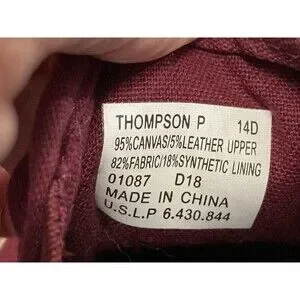 THOMPSON P 14D
95%CANVAS/5%LEATHER UPPER
82%FABRIC/18%SYNTHETIC LINING
01087 D18
MADE IN CHINA
U.S.L.P 6.430.844